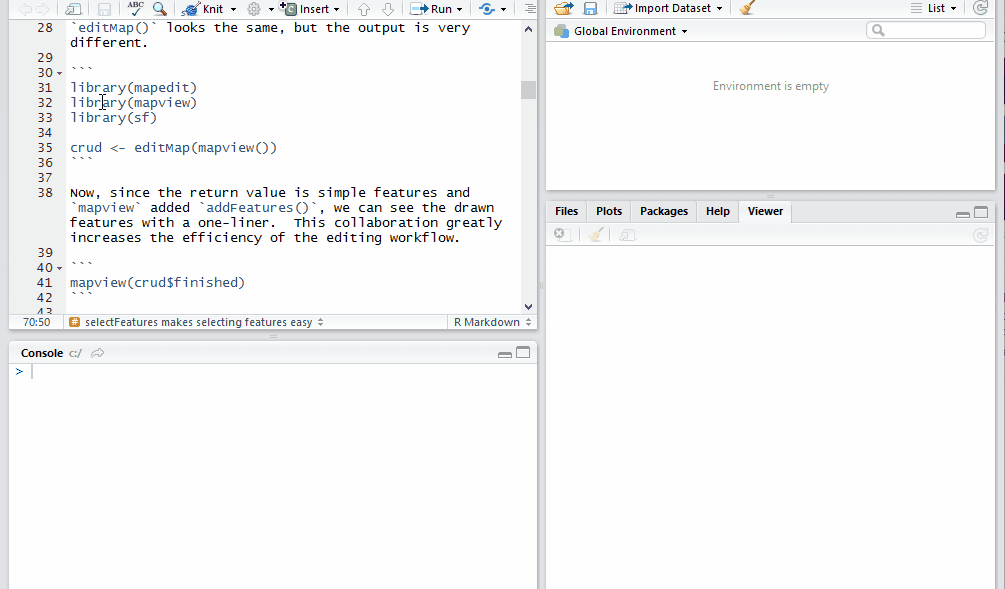 ABC Knit Insert Run
28 `editMap()` looks the same, but the output is very
different.
29
30 ```
31 library(mapedit)
32 library(mapview)
33 library(sf)
34
35 crud <- editMap(mapview())
36 ```
37
38 Now, since the return value is simple features and
`mapview` added `addFeatures()`, we can see the drawn
features with a one-liner.  This collaboration greatly
increases the efficiency of the editing workflow.
39
40 ```
41 mapview(crud$finished)
42 ```
43
70:50 # selectFeatures makes selecting features easy R Markdown
Console c:/
>
Import Dataset List
Global Environment
Environment is empty
Files Plots Packages Help Viewer